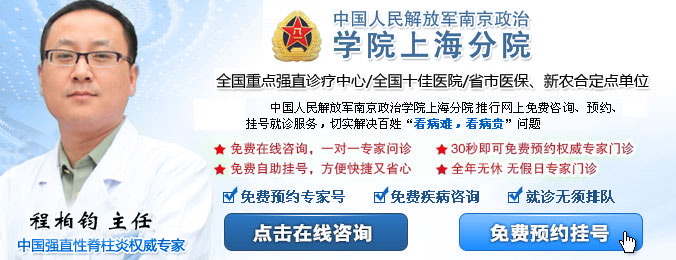 中国人民解放军南京政治
学院上海分院
全国重点强直诊疗中心/全国十佳医院/省市医保、新农合定点单位
中国人民解放军南京政治学院上海分院 推行网上免费咨询、预约、
挂号就诊服务，切实解决百姓“看病难，看病贵”问题
★ 免费在线咨询，一对一专家问诊
★ 30秒即可免费预约权威专家门诊
★ 免费自助挂号，方便快捷又省心
★ 全年无休 无假日专家门诊
免费预约专家号
免费疾病咨询
就诊无须排队
程柏钧 主任
中国强直性脊柱炎权威专家
点击在线咨询
免费预约挂号